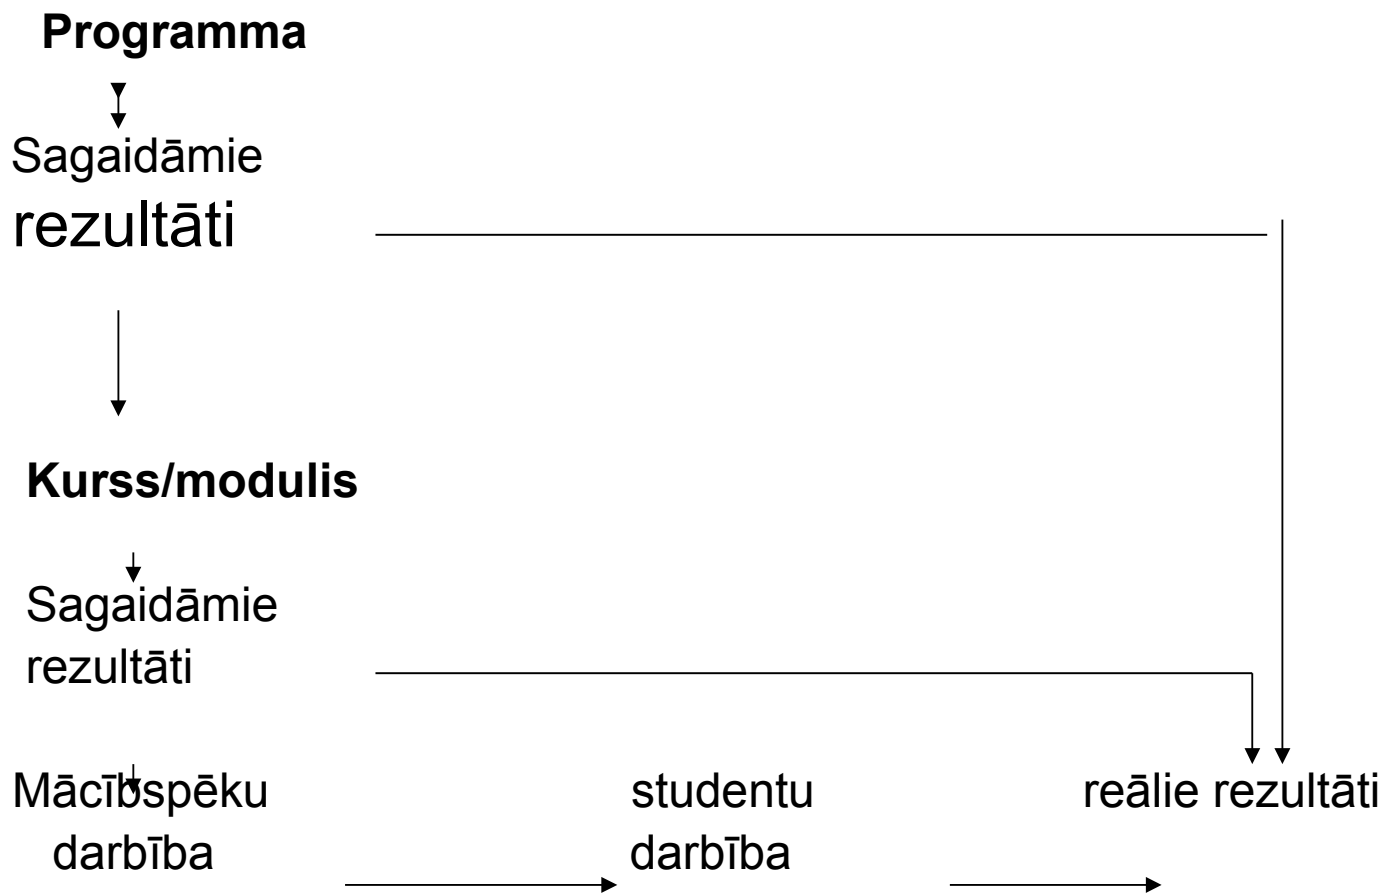 Programma
Sagaidāmie
rezultāti
Kurss/modulis
Sagaidāmie
rezultāti
Mācībspēku studentu reālie rezultāti
darbība darbība